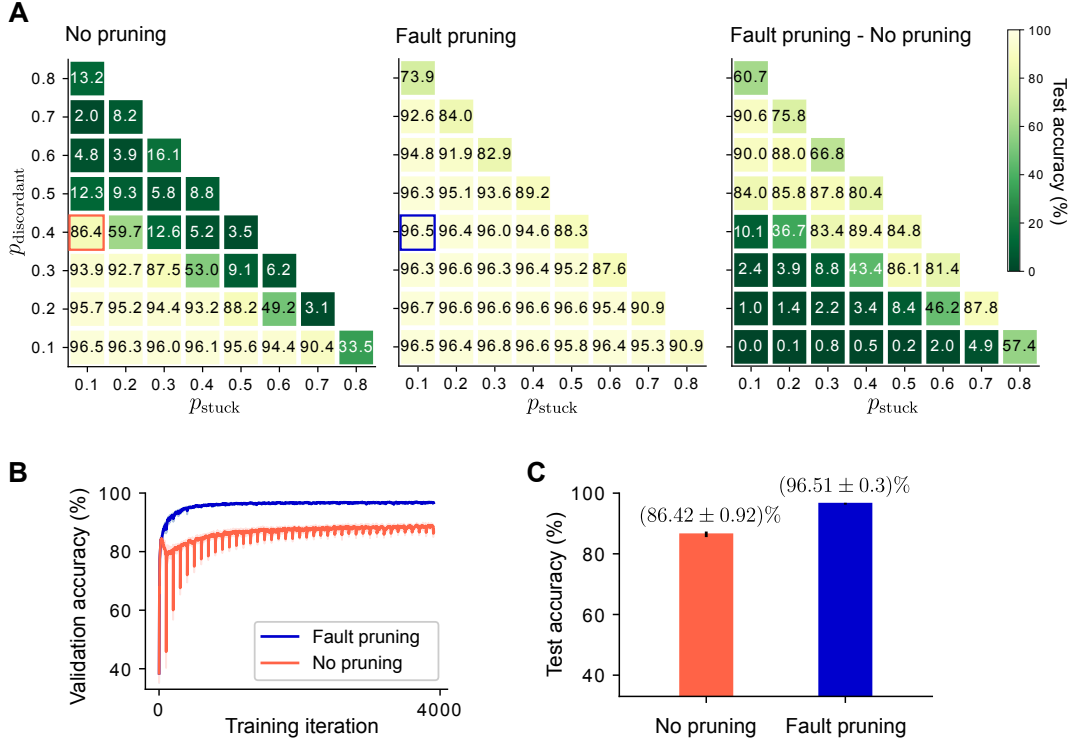 A
No pruning
Fault pruning
Fault pruning - No pruning
0.8 13.2
0.7 2.0 8.2
0.6 4.8 3.9 16.1
0.5 12.3 9.3 5.8 8.8
0.4 86.4 59.7 12.6 5.2 3.5
0.3 93.9 92.7 87.5 53.0 9.1 6.2
0.2 95.7 95.2 94.4 93.2 88.2 49.2 3.1
0.1 96.5 96.3 96.0 96.1 95.6 94.4 90.4 33.5
0.1 0.2 0.3 0.4 0.5 0.6 0.7 0.8
p_discordant
p_stuck
73.9
92.6 84.0
94.8 91.9 82.9
96.3 95.1 93.6 89.2
96.5 96.4 96.0 94.6 88.3
96.3 96.6 96.3 96.4 95.2 87.6
96.7 96.6 96.6 96.6 96.6 95.4 90.9
96.5 96.4 96.8 96.6 95.8 96.4 95.3 90.9
0.1 0.2 0.3 0.4 0.5 0.6 0.7 0.8
p_stuck
60.7
90.6 75.8
90.0 88.0 66.8
84.0 85.8 87.8 80.4
10.1 36.7 83.4 89.4 84.8
2.4 3.9 8.8 43.4 86.1 81.4
1.0 1.4 2.2 3.4 8.4 46.2 87.8
0.0 0.1 0.8 0.5 0.2 2.0 4.9 57.4
0.1 0.2 0.3 0.4 0.5 0.6 0.7 0.8
p_stuck
100
80
60
40
20
0
Test accuracy (%)
B
Validation accuracy (%)
100
80
60
40
Fault pruning
No pruning
0 4000
Training iteration
C
Test accuracy (%)
100
80
60
40
(86.42 ± 0.92)%
(96.51 ± 0.3)%
No pruning Fault pruning